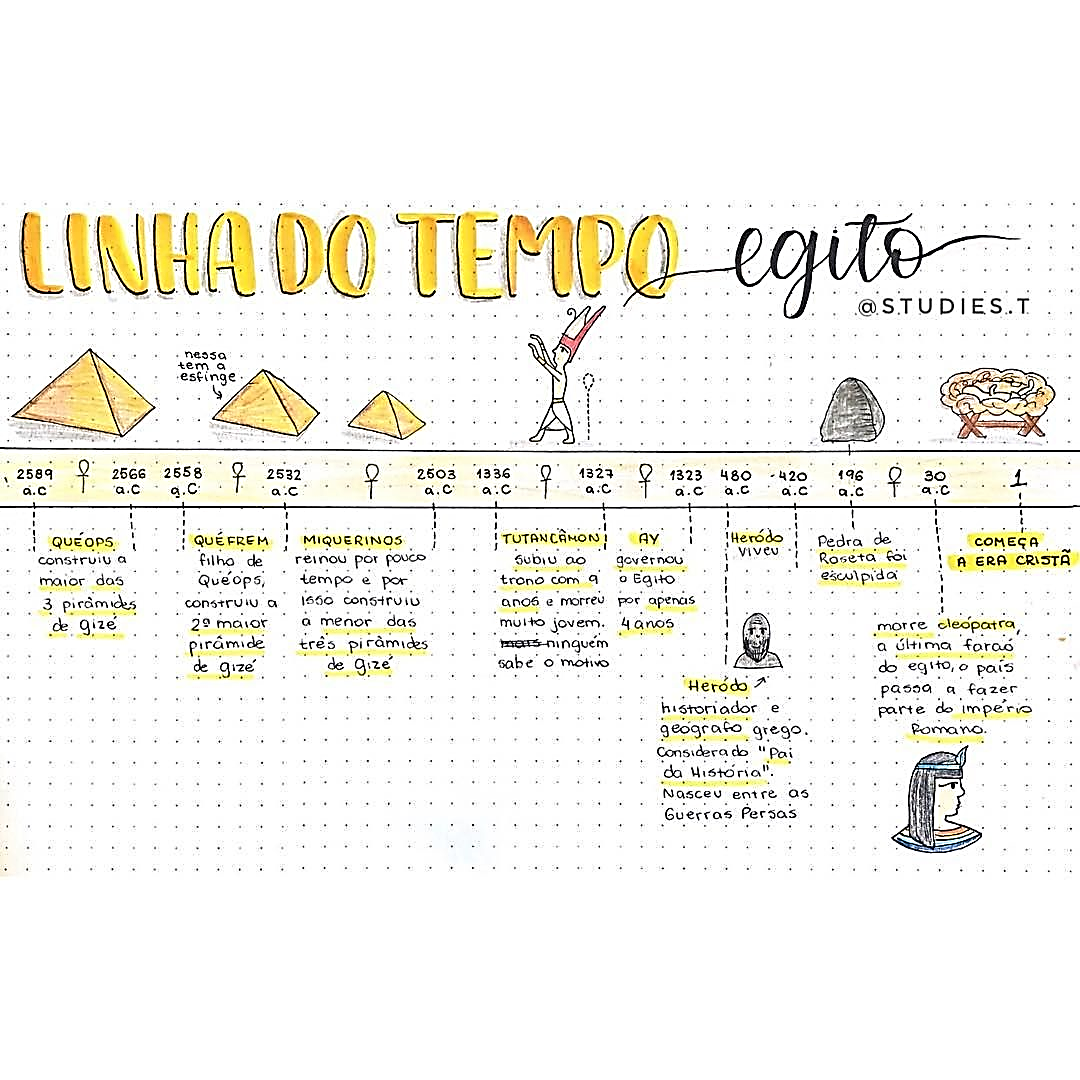 LINHA DO TEMPO egito
@STUDIES.T
nessa
tem a
esfinge
2589 a.C
2566 a.C
2558 a.C
2532 a.C
2503 a.C
1336 a.C
1327 a.C
1323 a.C
480 a.C
420 a.C
196 a.C
30 a.C
1
QUÉOPS
construiu a
maior das
3 pirâmides
de gizé
QUÉFREM
filho de
Quéops,
construiu a
2ª maior
pirâmide
de gizé
MIQUERINOS
reinou por pouco
tempo e por
isso construiu
a menor das
três pirâmides
de Gizé
TUTANCÂMON
subiu ao
trono com 9
anos e morreu
muito jovem.
ninguém
sabe o motivo
AY
governou
o Egito
por apenas
4 anos
Heródo
viveu
Heródo
historiador e
geógrafo grego.
Considerado "Pai
da História".
Nasceu entre as
Guerras Persas
Pedra de
Roseta foi
esculpida
morre cleópatra,
a última faraó
do egito, o país
passa a fazer
parte do império
Romano.
COMEÇA
A ERA CRISTÃ